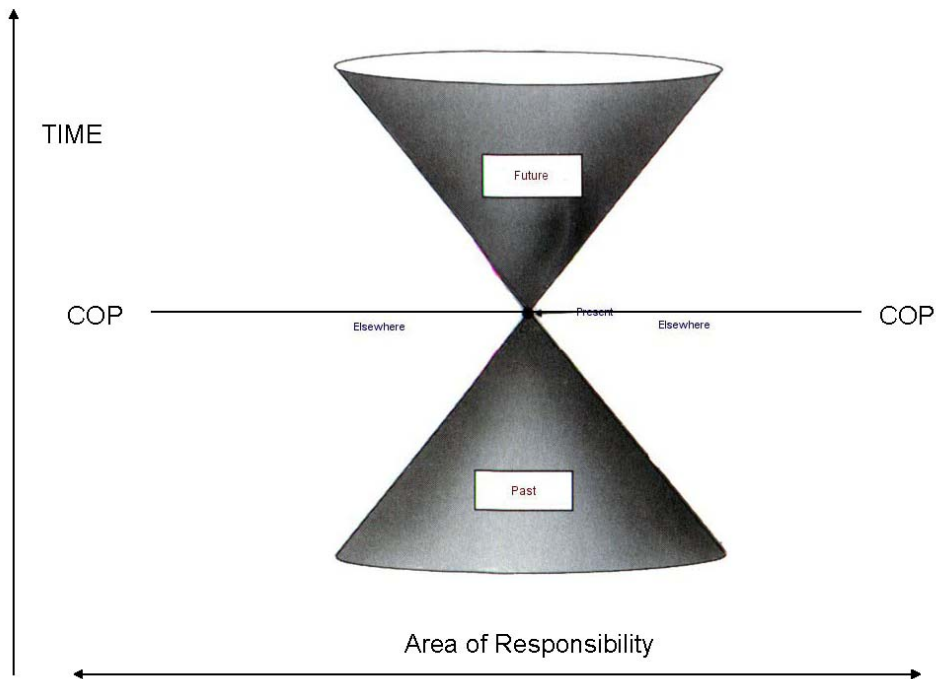 TIME
Future
COP
Elsewhere
Present
Elsewhere
COP
Past
Area of Responsibility